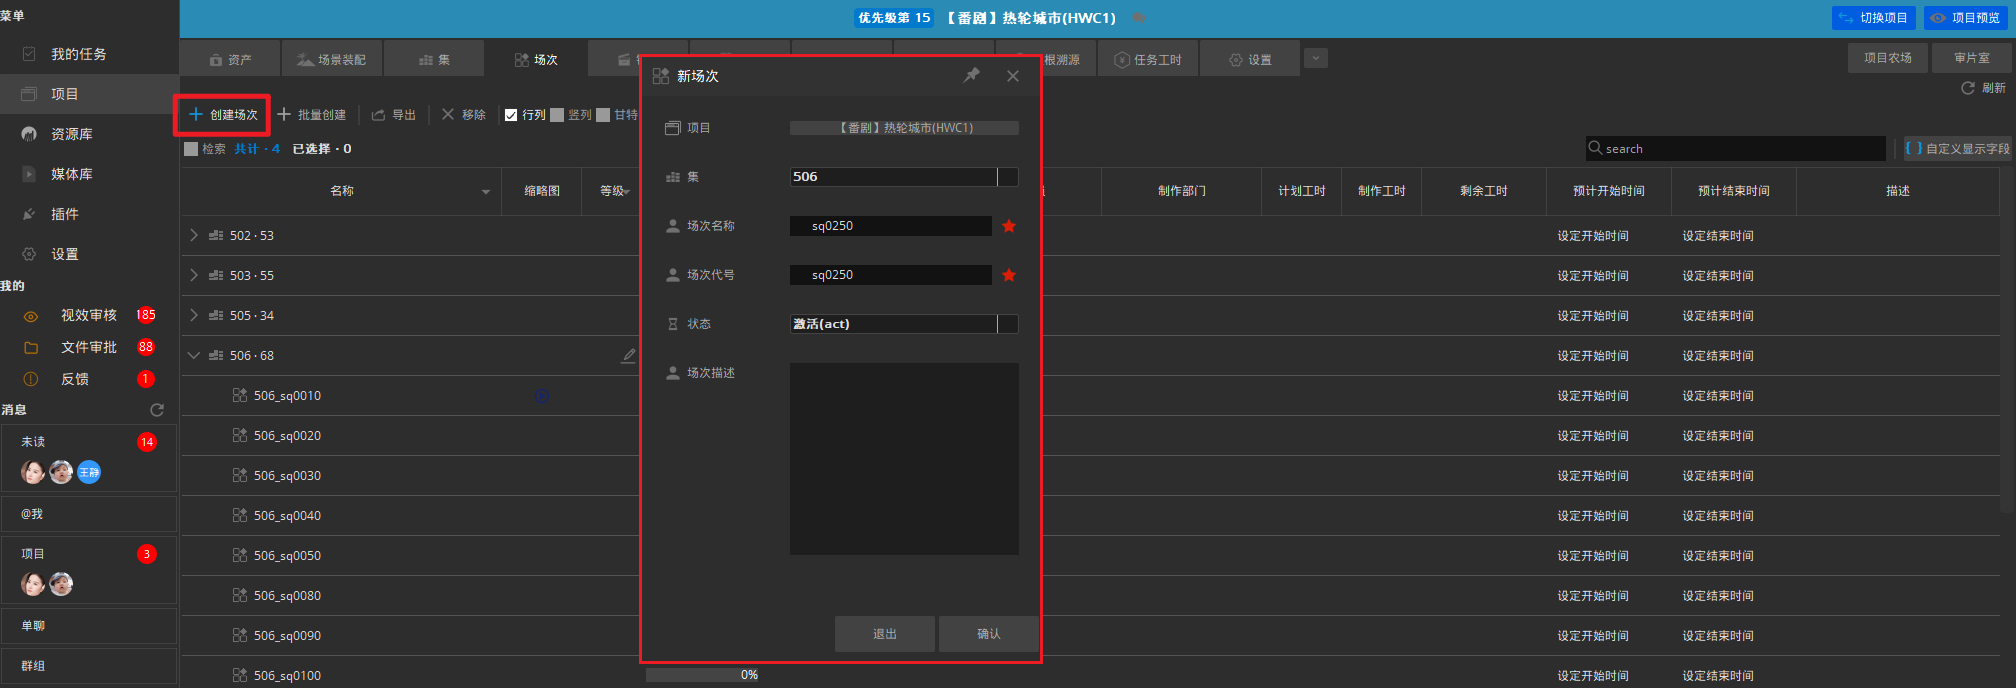 菜单
优先级第 15 【番剧】热轮城市(HWC1)
切换项目 项目预览
我的任务
项目
资源库
媒体库
插件
设置
我的
视效审核 185
文件审批 88
反馈 1
消息
未读 14
王静
@我
项目 3
单聊
群组
资产 场景装配 集 场次 根溯源 任务工时 设置
项目农场 审片室
刷新
创建场次 批量创建 导出 移除 行列 竖列 甘特
检索 共计 · 4 已选择 · 0
search 自定义显示字段
名称 缩略图 等级 制作部门 计划工时 制作工时 剩余工时 预计开始时间 预计结束时间 描述
502 · 53 设定开始时间 设定结束时间
503 · 55 设定开始时间 设定结束时间
505 · 34 设定开始时间 设定结束时间
506 · 68 设定开始时间 设定结束时间
506_sq0010 设定开始时间 设定结束时间
506_sq0020 设定开始时间 设定结束时间
506_sq0030 设定开始时间 设定结束时间
506_sq0040 设定开始时间 设定结束时间
506_sq0050 设定开始时间 设定结束时间
506_sq0080 设定开始时间 设定结束时间
506_sq0090 设定开始时间 设定结束时间
506_sq0100 0% 设定开始时间 设定结束时间
新场次
项目 【番剧】热轮城市(HWC1)
集 506
场次名称 sq0250
场次代号 sq0250
状态 激活(act)
场次描述
退出 确认